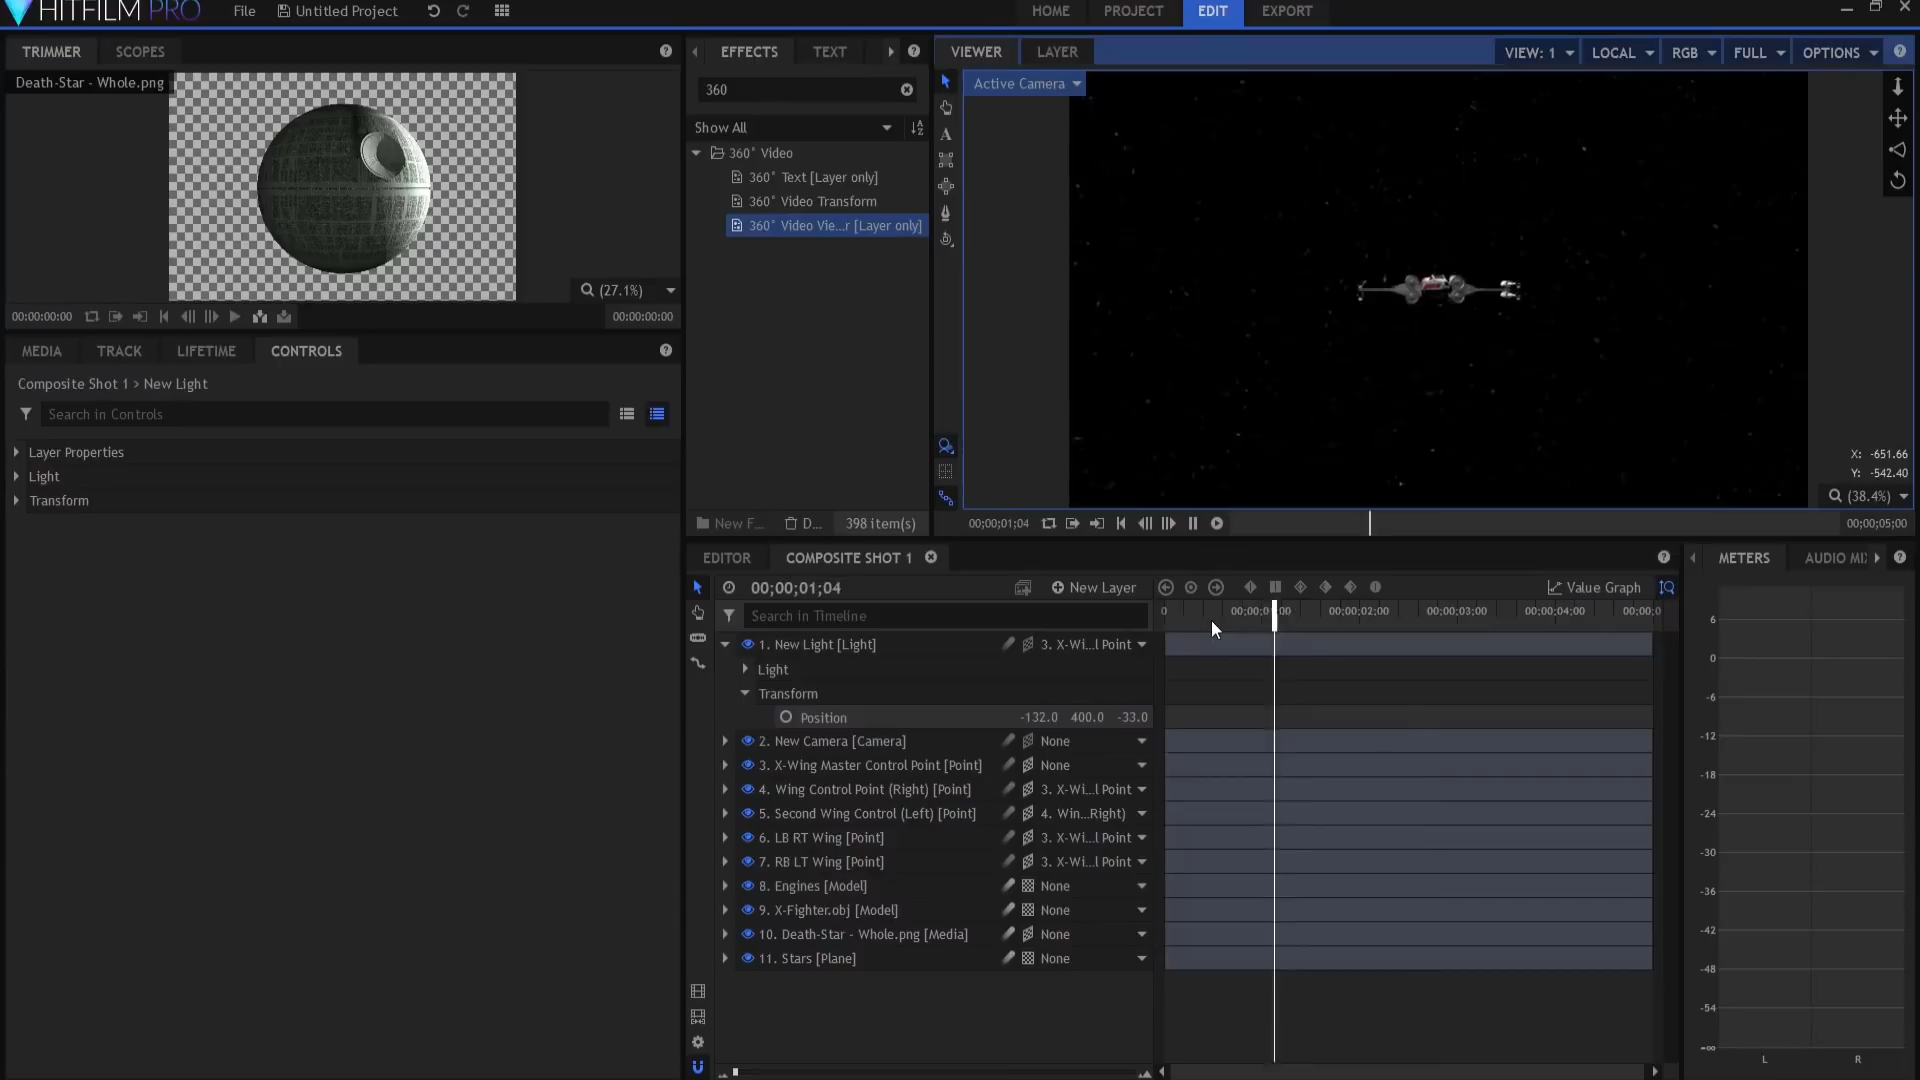 HITFILM PRO
File
Untitled Project
HOME
PROJECT
EDIT
EXPORT
TRIMMER
SCOPES
Death-Star - Whole.png
(27.1%)
00:00:00:00
00:00:00:00
MEDIA
TRACK
LIFETIME
CONTROLS
Composite Shot 1 > New Light
Search in Controls
Layer Properties
Light
Transform
EFFECTS
TEXT
360
Show All
360° Video
360° Text [Layer only]
360° Video Transform
360° Video Vie...r [Layer only]
New F...
D...
398 item(s)
VIEWER
LAYER
VIEW: 1
LOCAL
RGB
FULL
OPTIONS
Active Camera
X: -651.66
Y: -542.40
(38.4%)
00;00;01;04
00;00;05;00
EDITOR
COMPOSITE SHOT 1
00;00;01;04
New Layer
Value Graph
Search in Timeline
0
00;00;02;00
00;00;03;00
00;00;04;00
1. New Light [Light]
3. X-Wi...l Point
Light
Transform
Position
-132.0 400.0 -33.0
2. New Camera [Camera]
None
3. X-Wing Master Control Point [Point]
None
4. Wing Control Point (Right) [Point]
3. X-Wi...l Point
5. Second Wing Control (Left) [Point]
4. Win...Right)
6. LB RT Wing [Point]
3. X-Wi...l Point
7. RB LT Wing [Point]
3. X-Wi...l Point
8. Engines [Model]
None
9. X-Fighter.obj [Model]
None
10. Death-Star - Whole.png [Media]
None
11. Stars [Plane]
None
METERS
AUDIO MI
6
0
-6
-12
-18
-24
-30
-36
-42
-48
-54
-∞
L
R